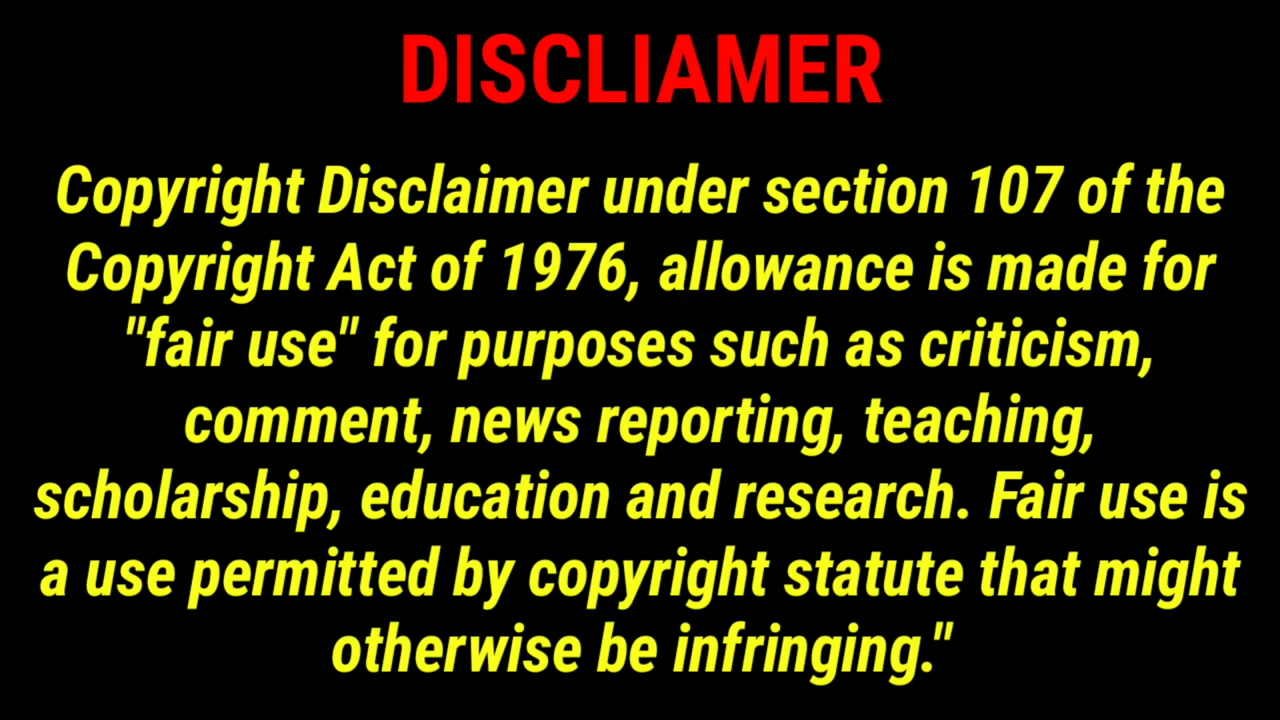 DISCLIAMER
Copyright Disclaimer under section 107 of the
Copyright Act of 1976, allowance is made for
"fair use" for purposes such as criticism,
comment, news reporting, teaching,
scholarship, education and research. Fair use is
a use permitted by copyright statute that might
otherwise be infringing."